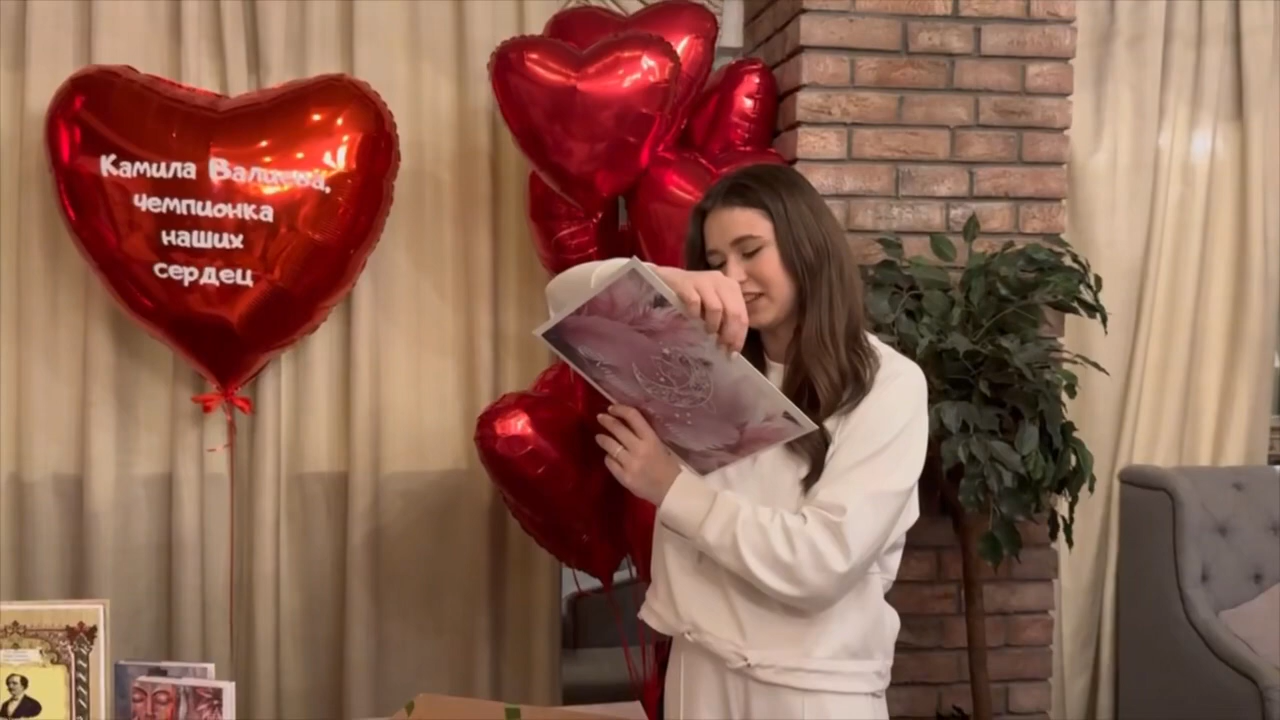 Камила Валиева,
чемпионка
наших
сердец